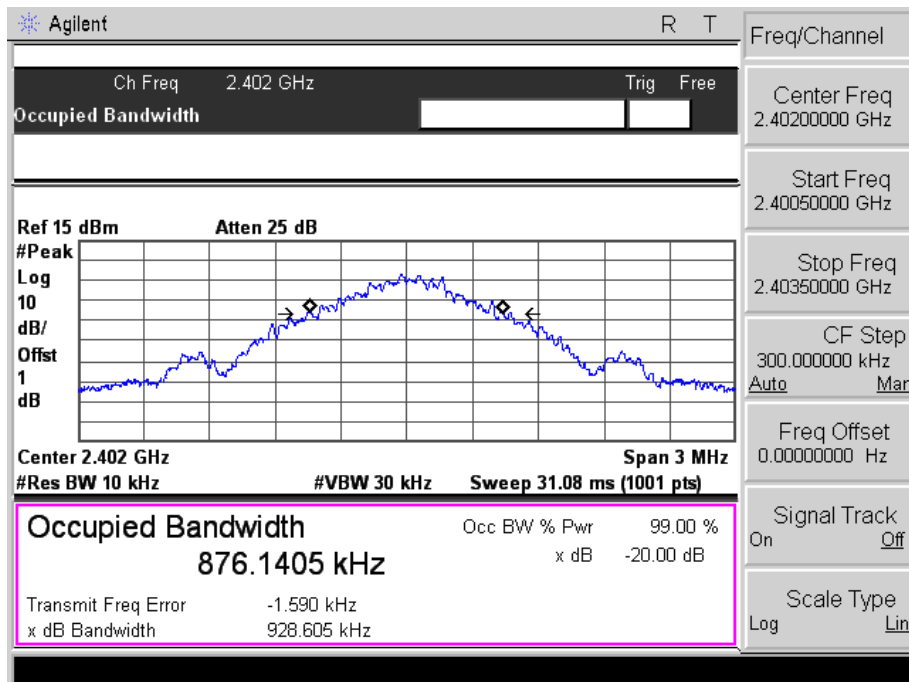 Agilent R T
Ch Freq 2.402 GHz Trig Free
Occupied Bandwidth
Ref 15 dBm Atten 25 dB
#Peak
Log
10
dB/
Offst
1
dB
Center 2.402 GHz Span 3 MHz
#Res BW 10 kHz #VBW 30 kHz Sweep 31.08 ms (1001 pts)
Occupied Bandwidth Occ BW % Pwr 99.00 %
876.1405 kHz x dB -20.00 dB
Transmit Freq Error -1.590 kHz
x dB Bandwidth 928.605 kHz
Freq/Channel
Center Freq
2.40200000 GHz
Start Freq
2.40050000 GHz
Stop Freq
2.40350000 GHz
CF Step
300.000000 kHz
Auto Mar
Freq Offset
0.00000000 Hz
Signal Track
On Off
Scale Type
Log Lin